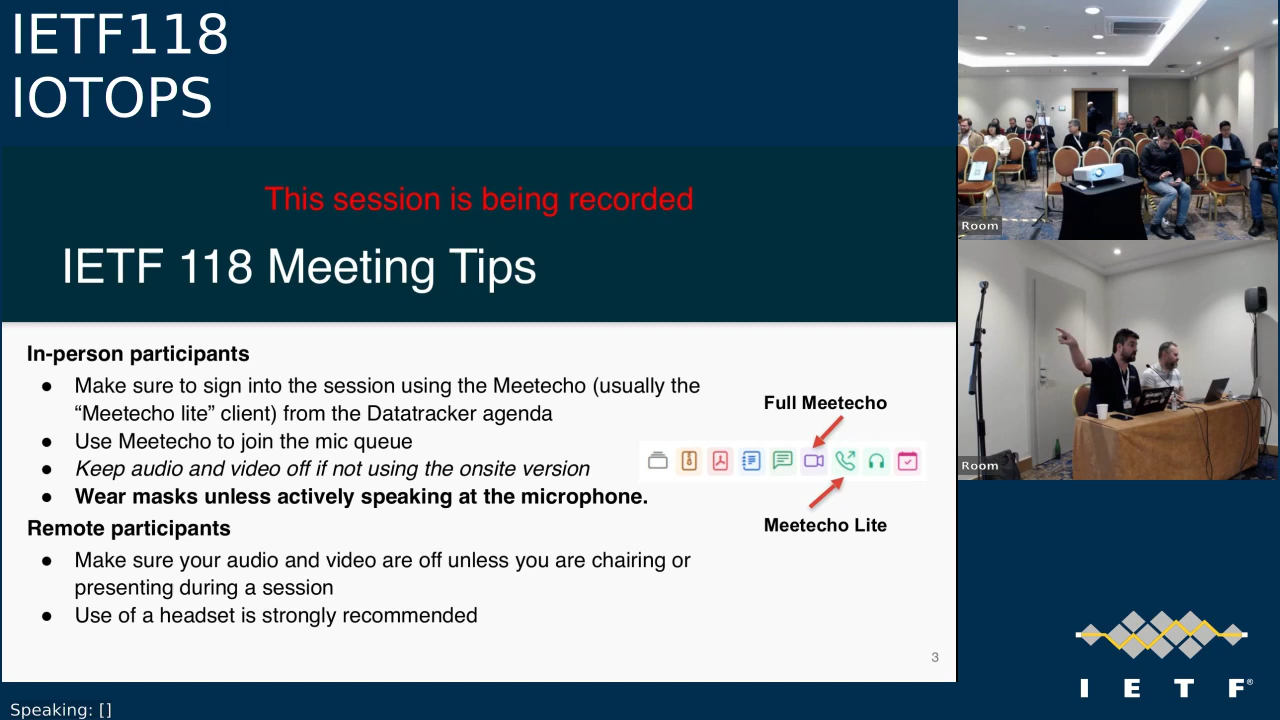 IETF118
IOTOPS
This session is being recorded
IETF 118 Meeting Tips
In-person participants
● Make sure to sign into the session using the Meetecho (usually the
“Meetecho lite” client) from the Datatracker agenda
● Use Meetecho to join the mic queue
● Keep audio and video off if not using the onsite version
● Wear masks unless actively speaking at the microphone.
Remote participants
● Make sure your audio and video are off unless you are chairing or
presenting during a session
● Use of a headset is strongly recommended
Full Meetecho
Meetecho Lite
3
Room
Room
I E T F®
Speaking: []